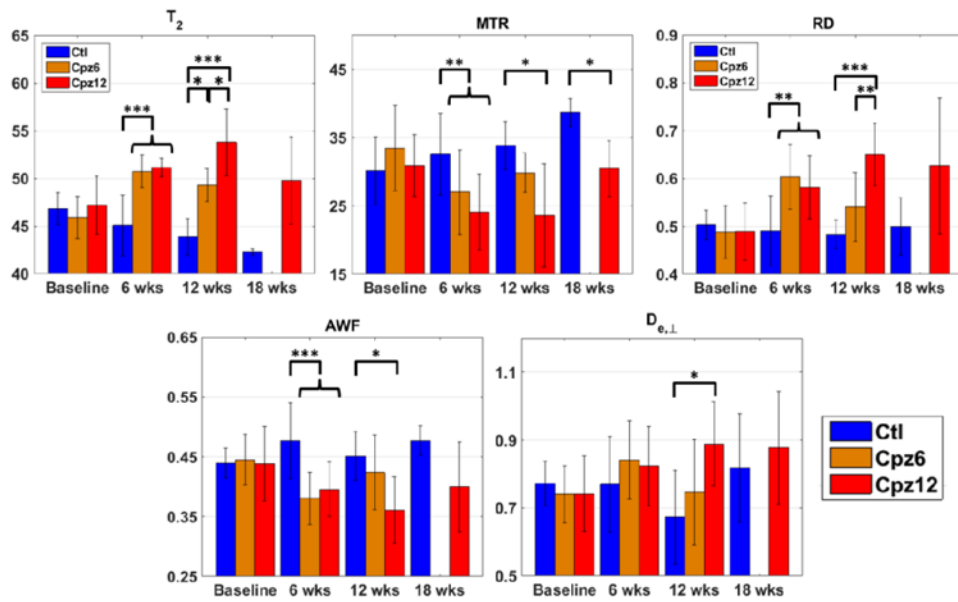 T2
65
60
55
50
45
40
Ctl
Cpz6
Cpz12
***
***
* *
Baseline 6 wks 12 wks 18 wks
MTR
45
35
25
15
**
*
*
Baseline 6 wks 12 wks 18 wks
RD
0.9
0.8
0.7
0.6
0.5
0.4
Ctl
Cpz6
Cpz12
**
***
**
Baseline 6 wks 12 wks 18 wks
AWF
0.65
0.55
0.45
0.35
0.25
***
*
Baseline 6 wks 12 wks 18 wks
De,⊥
1.1
0.9
0.7
0.5
*
Baseline 6 wks 12 wks 18 wks
Ctl
Cpz6
Cpz12